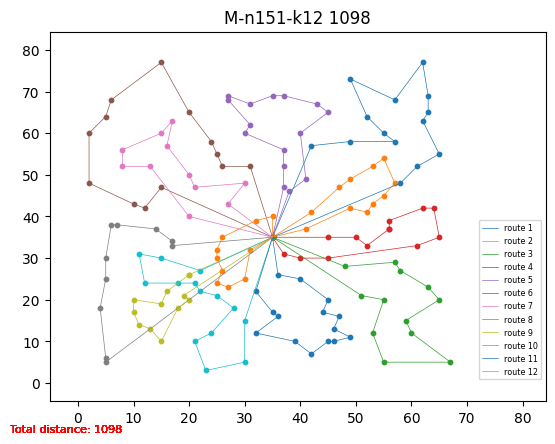 M-n151-k12 1098
80
70
60
50
40
30
20
10
0
0 10 20 30 40 50 60 70 80
route 1
route 2
route 3
route 4
route 5
route 6
route 7
route 8
route 9
route 10
route 11
route 12
Total distance: 1098